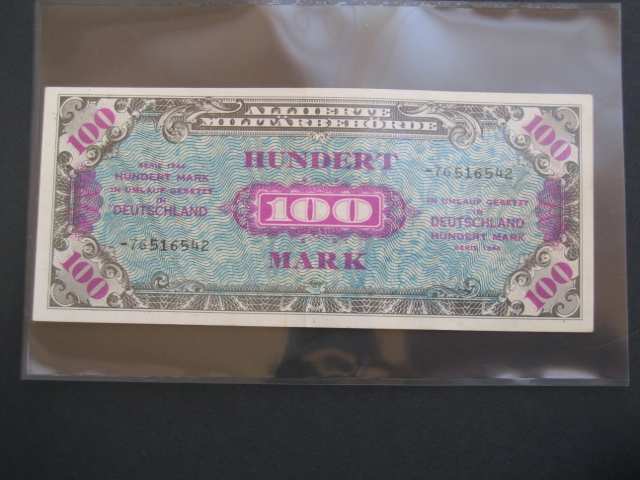 ALLIIERTE
MILITÄRBEHÖRDE
100
100
HUNDERT
SERIE 1944
HUNDERT MARK
IN UMLAUF GESETZT
IN
DEUTSCHLAND
-76516542
-76516542
100
IN UMLAUF GESETZT
IN
DEUTSCHLAND
HUNDERT MARK
SERIE 1944
MARK
100
100